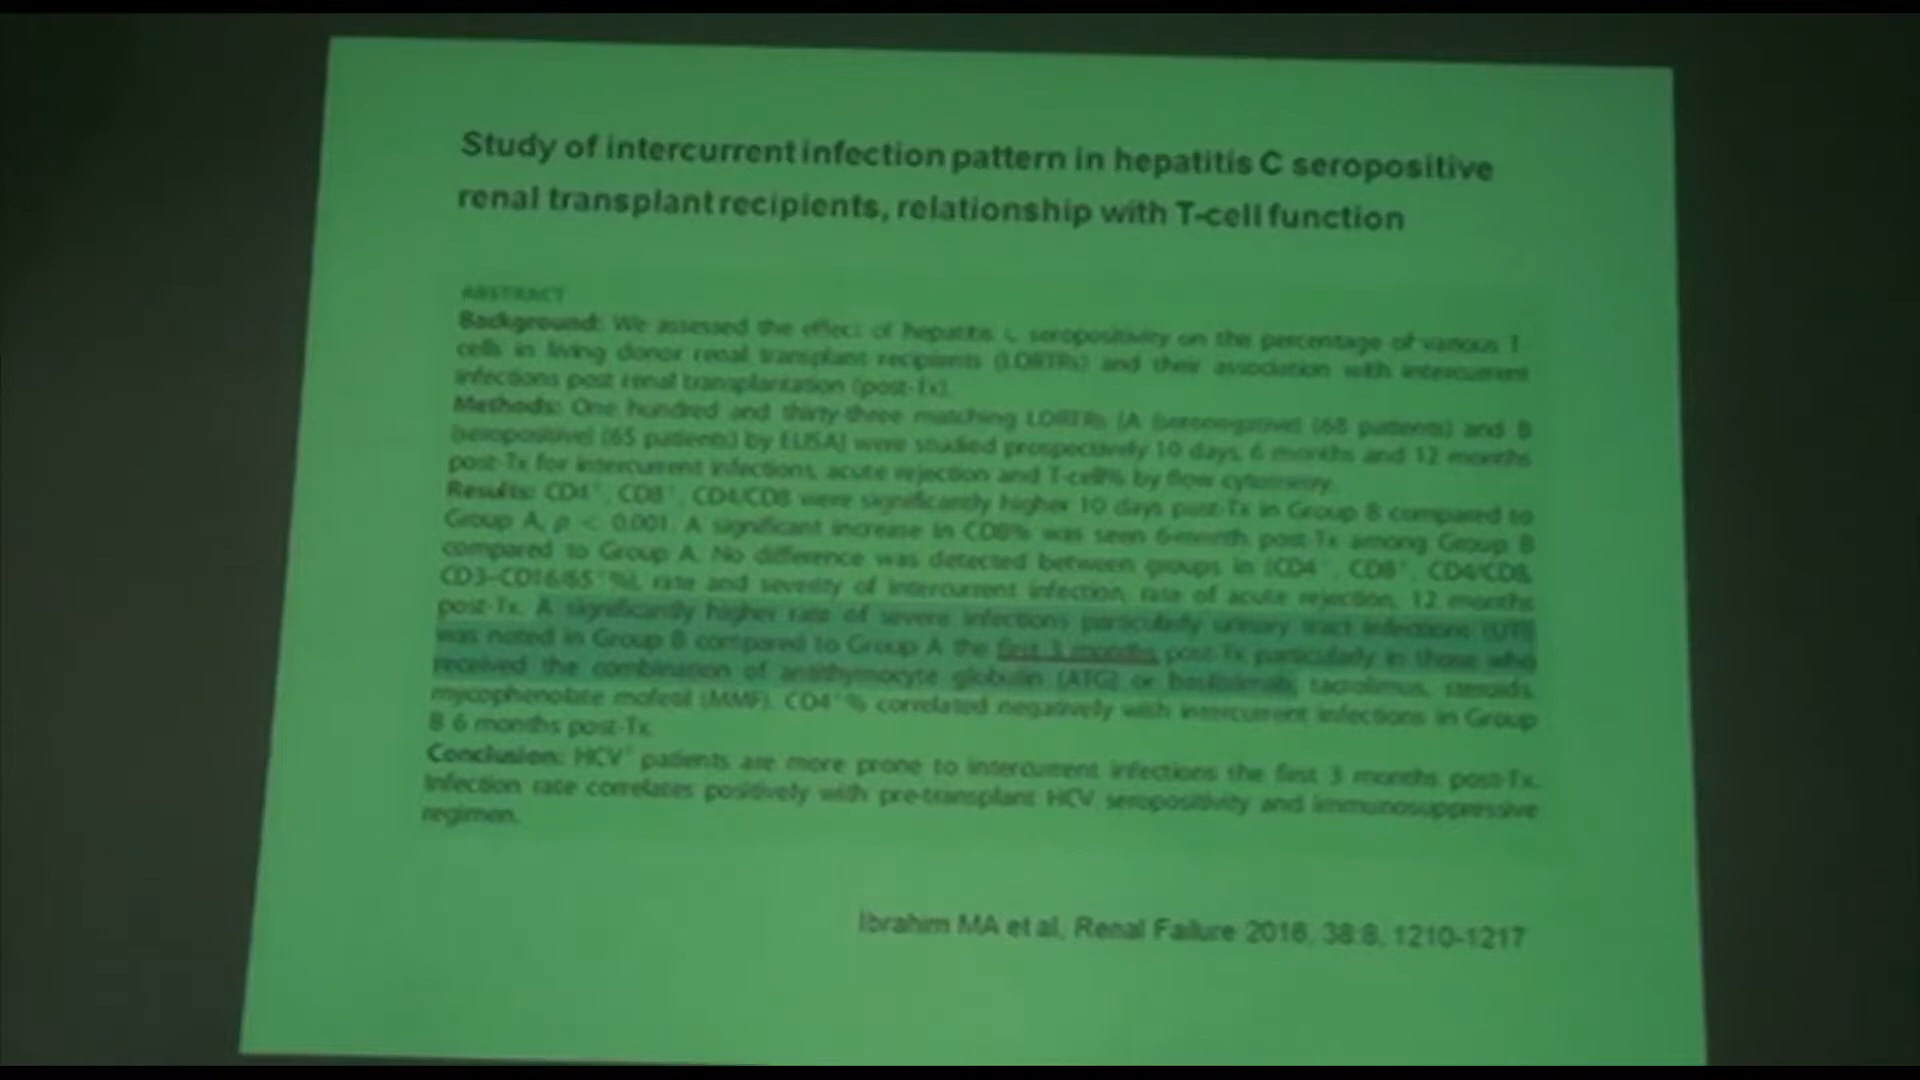 Study of intercurrent infection pattern in hepatitis C seropositive
renal transplant recipients, relationship with T-cell function
ABSTRACT
Background: We assessed the effect of hepatitis C seropositivity on the percentage of various T
cells in living donor renal transplant recipients (LDRTRs) and their association with intercurrent
infections post renal transplantation (post-Tx).
Methods: One hundred and thirty-three matching LDRTRs [A (seronegative) (68 patients) and B
(seropositive) (65 patients) by ELISA] were studied prospectively 10 days, 6 months and 12 months
post-Tx for intercurrent infections, acute rejection and T-cell% by flow cytometry.
Results: CD4⁺, CD8⁺, CD4/CD8 were significantly higher 10 days post-Tx in Group B compared to
Group A, p < 0.001. A significant increase in CD8% was seen 6-month post-Tx among Group B
compared to Group A. No difference was detected between groups in (CD4⁺, CD8⁺, CD4/CD8,
rate and severity of intercurrent infection, rate of acute rejection, 12 months
post-Tx. A significantly higher rate of severe infections particularly urinary tract infections (UTI)
was noted in Group B compared to Group A the first 3 months post-Tx particularly in those who
received the combination of antithymocyte globulin (ATG) or basiliximab, tacrolimus, steroids,
mycophenolate mofetil (MMF). CD4⁺% correlated negatively with intercurrent infections in Group
B 6 months post-Tx.
Conclusion: HCV⁺ patients are more prone to intercurrent infections the first 3 months post-Tx.
Infection rate correlates positively with pre-transplant HCV seropositivity and immunosuppressive
regimen.
Ibrahim MA et al, Renal Failure 2016, 38:8, 1210-1217